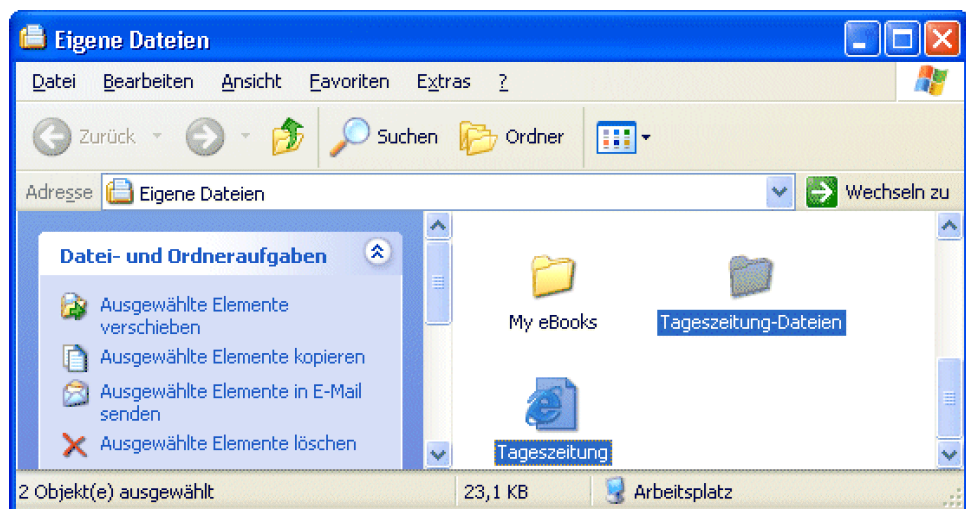 Eigene Dateien
Datei Bearbeiten Ansicht Favoriten Extras ?
Zurück Suchen Ordner
Adresse Eigene Dateien Wechseln zu
Datei- und Ordneraufgaben
Ausgewählte Elemente
verschieben
Ausgewählte Elemente kopieren
Ausgewählte Elemente in E-Mail
senden
Ausgewählte Elemente löschen
My eBooks Tageszeitung-Dateien
Tageszeitung
2 Objekt(e) ausgewählt 23,1 KB Arbeitsplatz